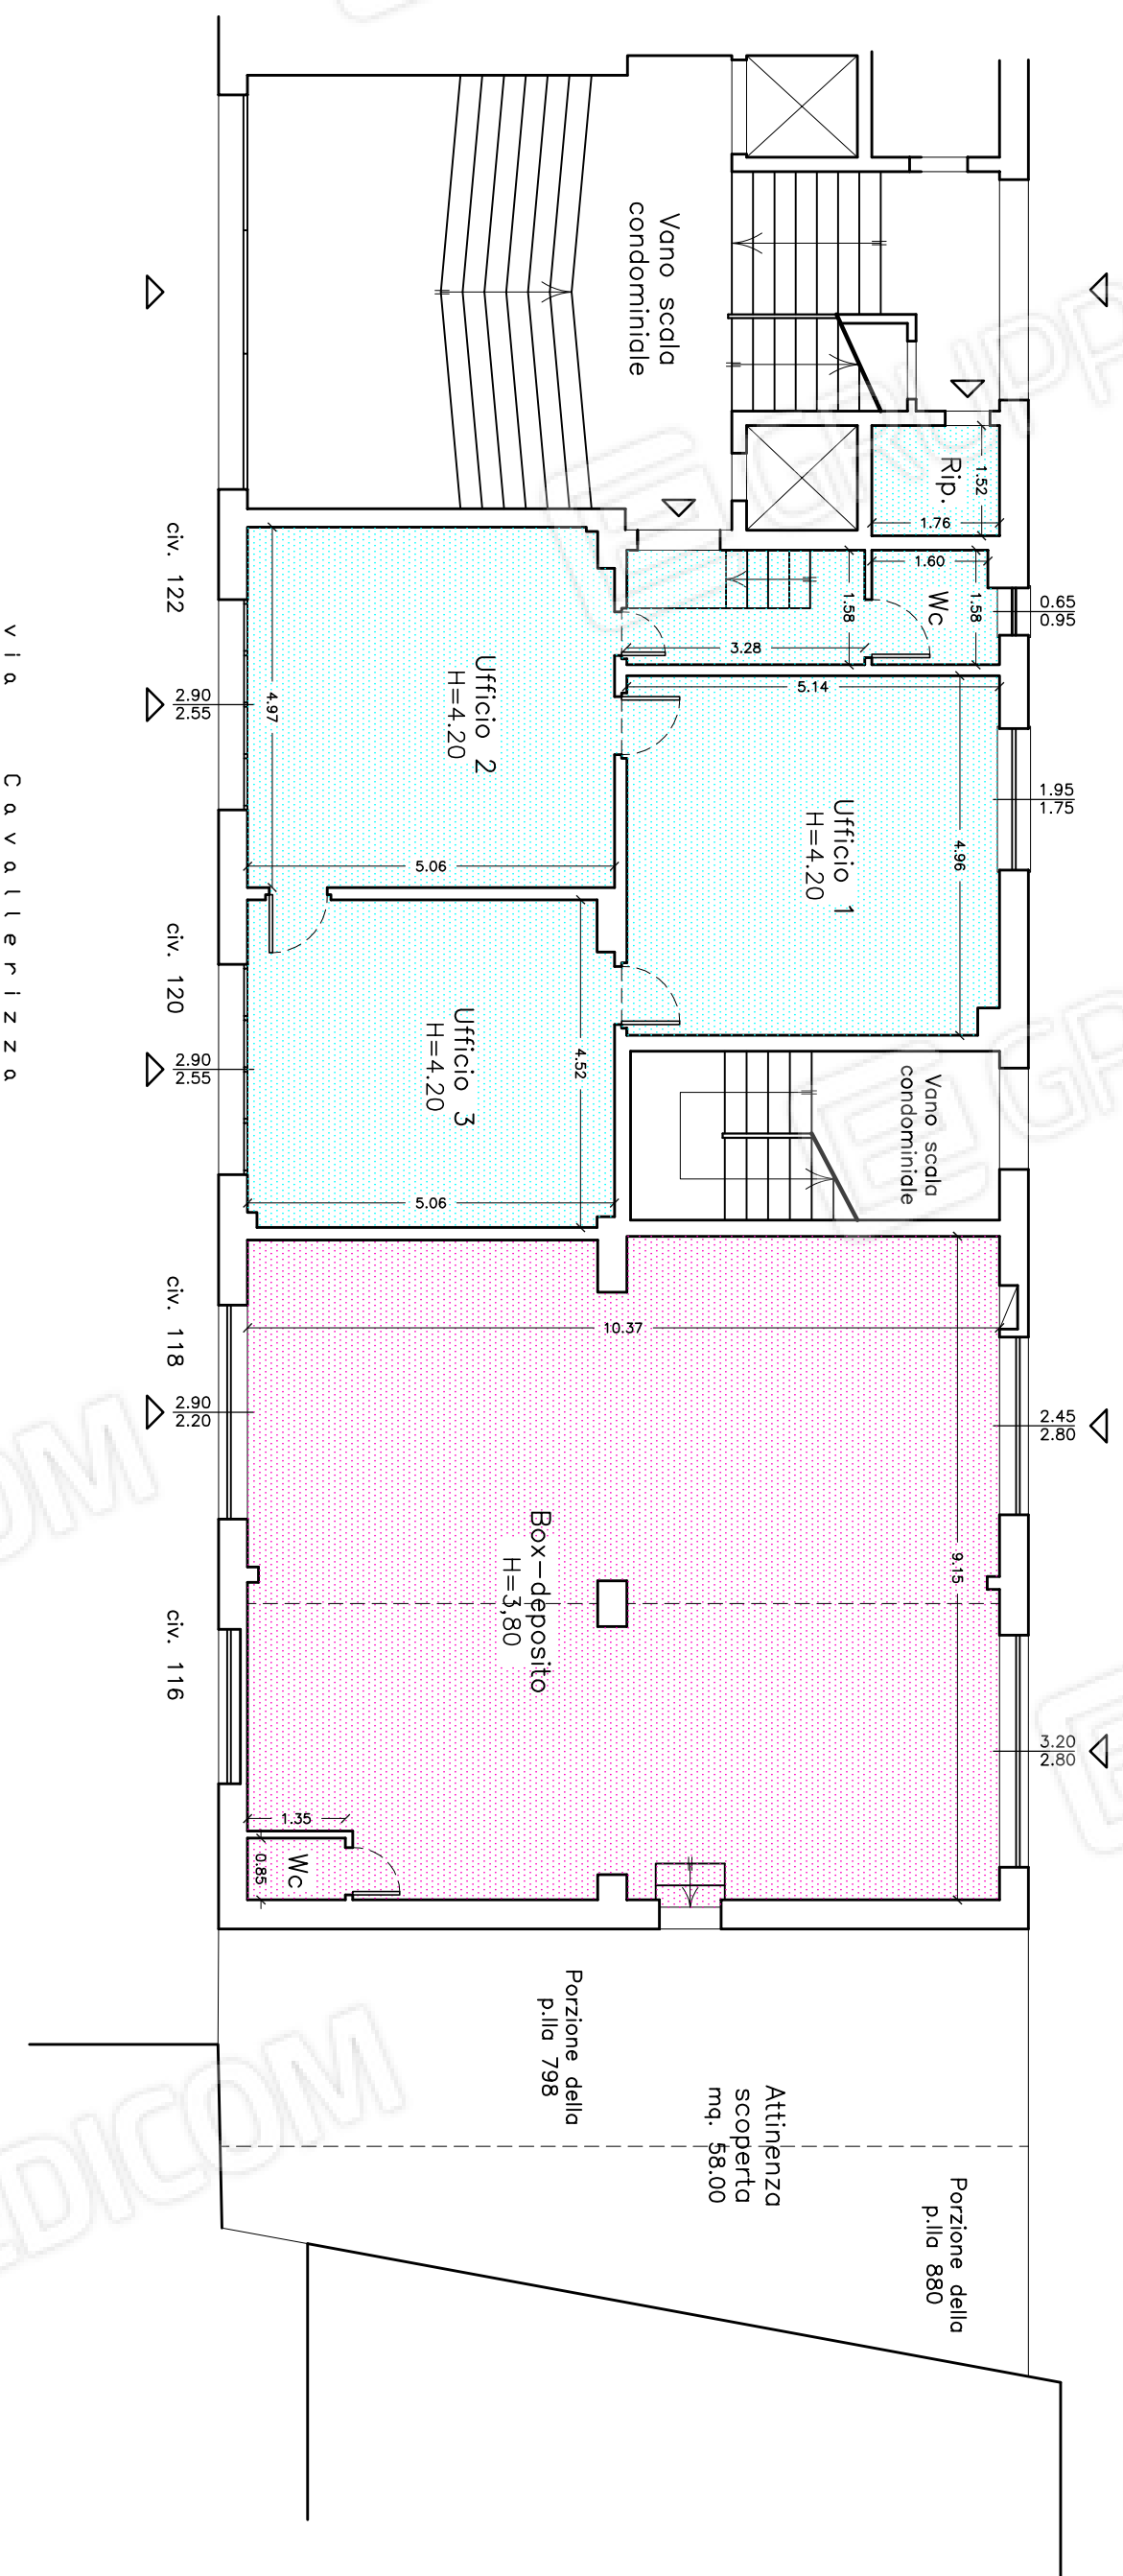 Vano scala
condominiale
Rip.
1.52
1.76
1.60
1.58
Wc
1.58
3.28
0.65
0.95
5.14
4.96
1.95
1.75
Ufficio 1
H=4.20
Ufficio 2
H=4.20
4.97
5.06
civ. 122
2.90
2.55
Ufficio 3
H=4.20
4.52
5.06
civ. 120
2.90
2.55
via Cavallerizza
Vano scala
condominiale
10.37
9.15
2.45
2.80
3.20
2.80
Box-deposito
H=3,80
civ. 118
2.90
2.20
civ. 116
1.35
0.85
Wc
Porzione della
p.lla 798
Attinenza
scoperta
mq. 58.00
Porzione della
p.lla 880